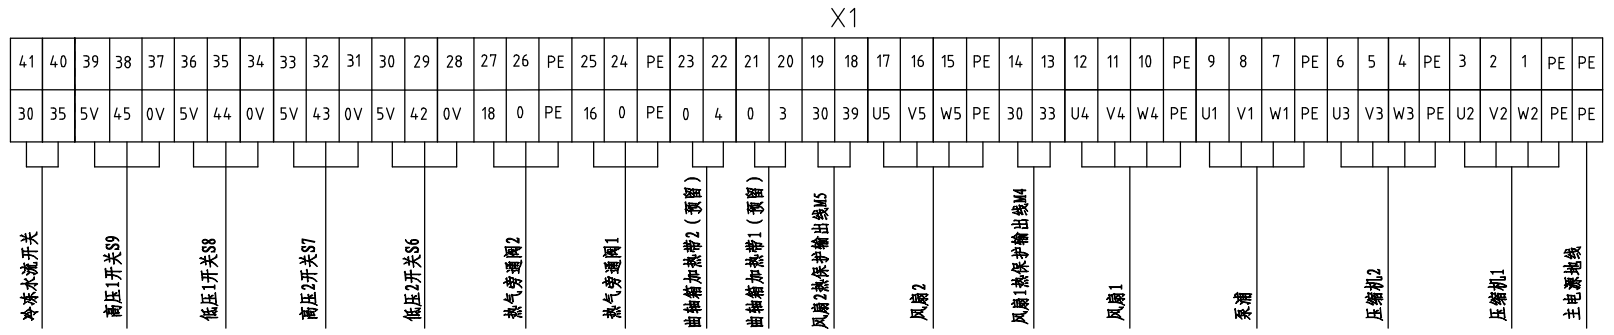 X1
41 40 39 38 37 36 35 34 33 32 31 30 29 28 27 26 PE 25 24 PE 23 22 21 20 19 18 17 16 15 PE 14 13 12 11 10 PE 9 8 7 PE 6 5 4 PE 3 2 1 PE PE
30 35 5V 45 0V 5V 44 0V 5V 43 0V 5V 42 0V 18 0 PE 16 0 PE 0 4 0 3 30 39 U5 V5 W5 PE 30 33 U4 V4 W4 PE U1 V1 W1 PE U3 V3 W3 PE U2 V2 W2 PE PE
冷冻水流开关
高压1开关S9
低压1开关S8
高压2开关S7
低压2开关S6
热气旁通阀2
热气旁通阀1
曲轴箱加热带2(预留)
曲轴箱加热带1(预留)
风扇2热保护输出线M5
风扇2
风扇1热保护输出线M4
风扇1
泵浦
压缩机2
压缩机1
主电源地线